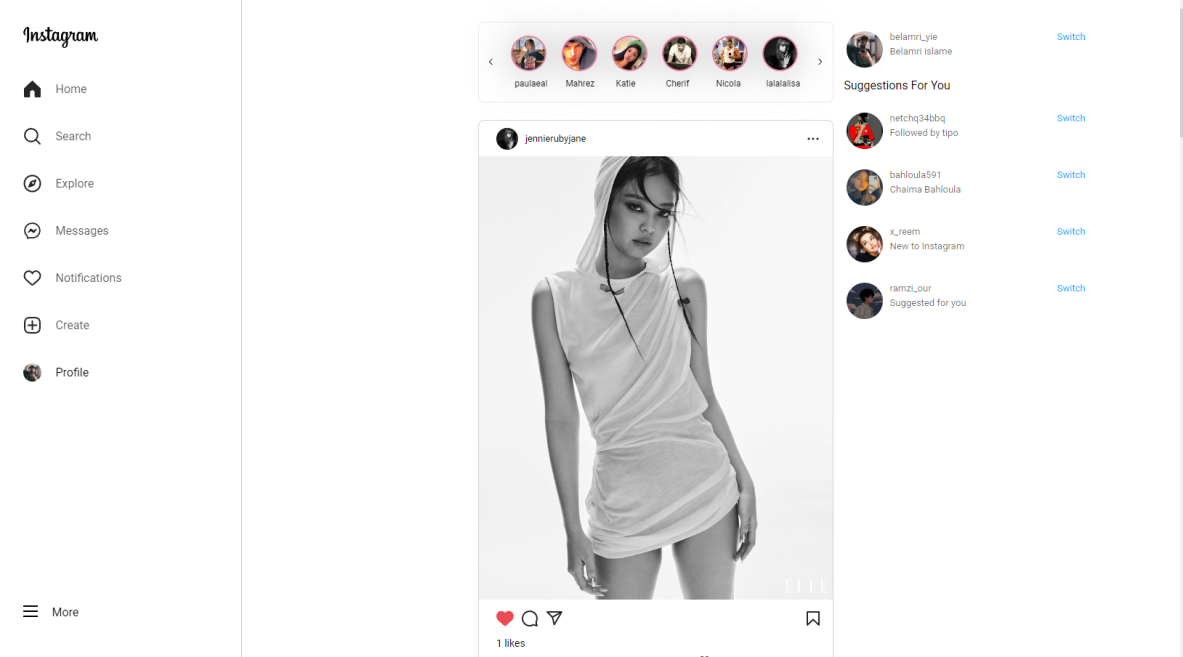 Instagram
Home
Search
Explore
Messages
Notifications
Create
Profile
More
‹
›
paulaeal
Mahrez
Katie
Cherif
Nicola
lalalalisa
jennierubyjane
ELLE
1 likes
belamri_yie
Switch
Belamri islame
Suggestions For You
netchq34bbq
Switch
Followed by tipo
bahloula591
Switch
Chaima Bahloula
x_reem
Switch
New to Instagram
ramzi_our
Switch
Suggested for you